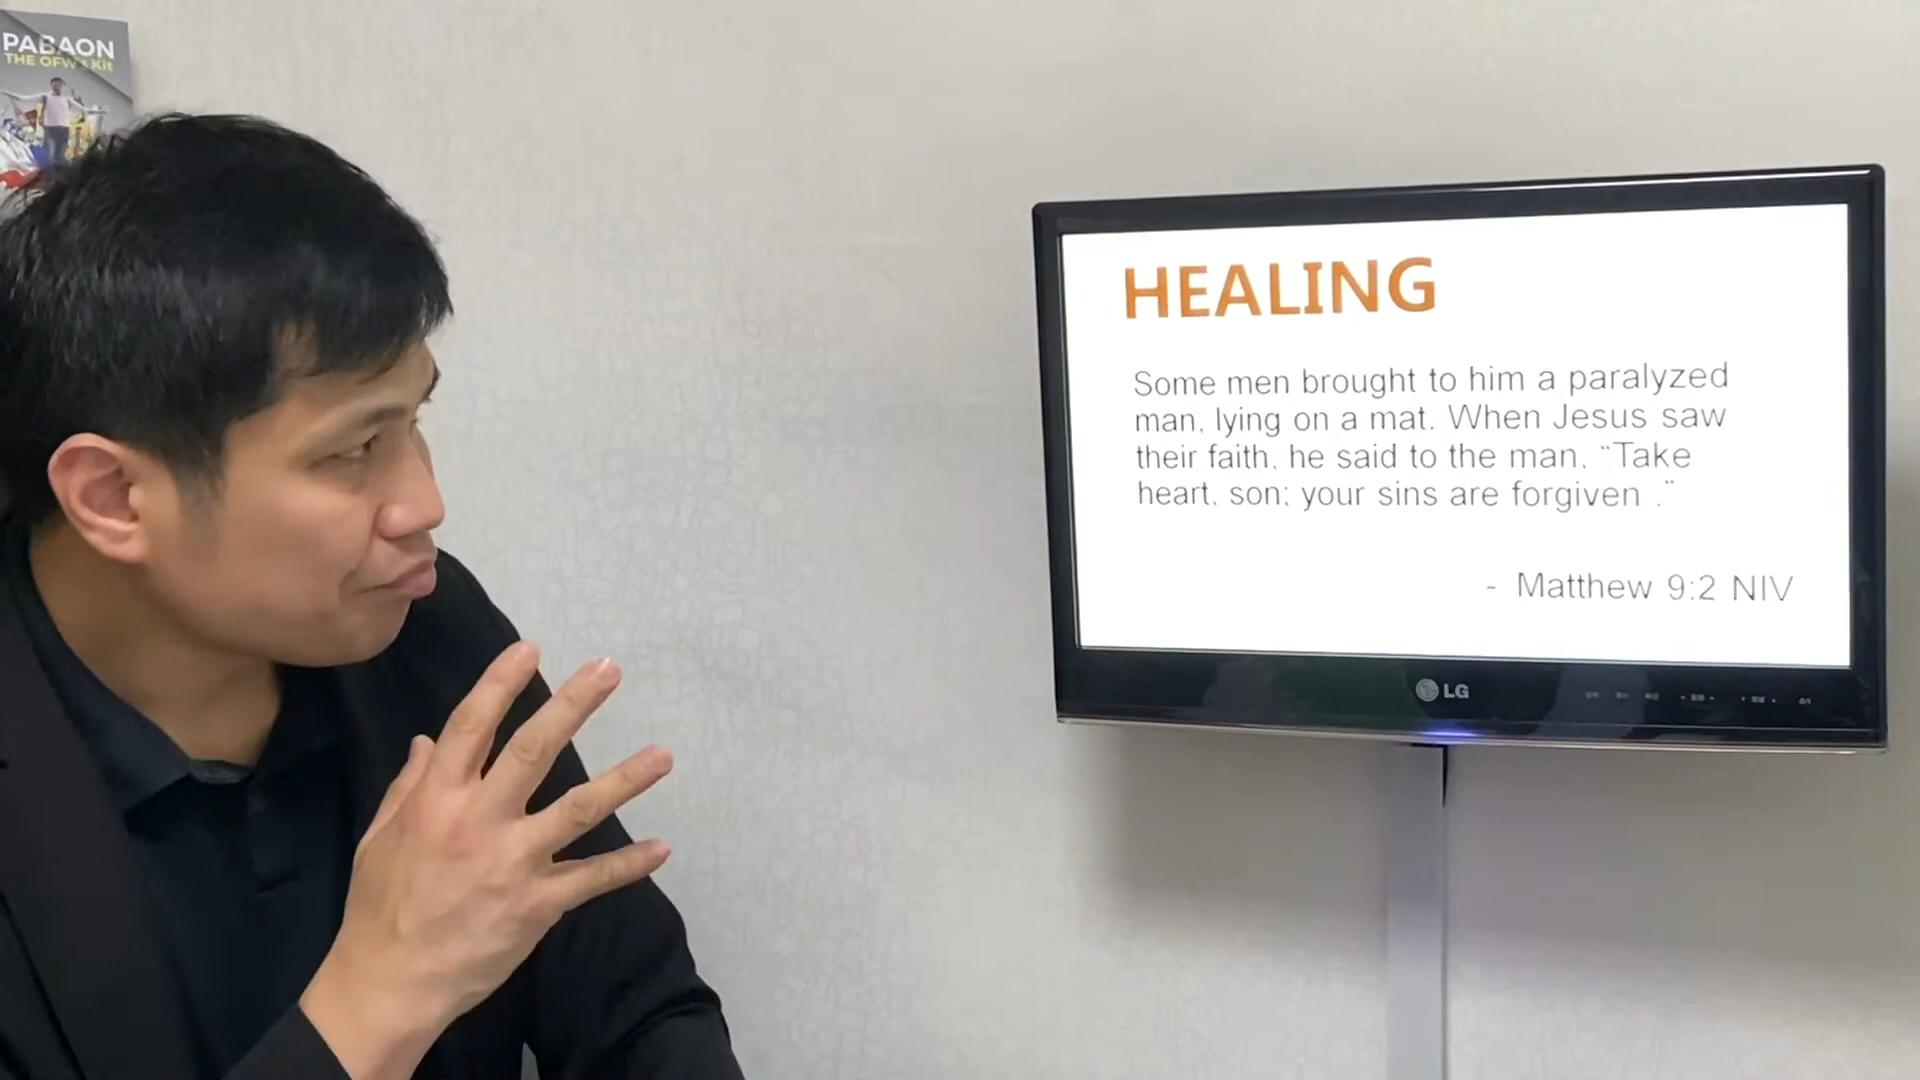 PABAON
THE OFW's Kit
HEALING
Some men brought to him a paralyzed
man, lying on a mat. When Jesus saw
their faith, he said to the man, "Take
heart, son; your sins are forgiven ."
- Matthew 9:2 NIV
LG